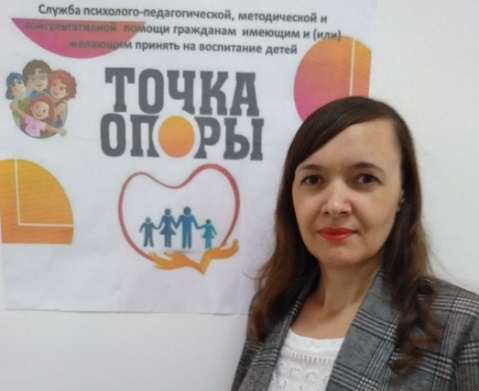 Служба психолого-педагогической, методической и
консультативной помощи гражданам имеющим и (или)
желающим принять на воспитание детей
ТОЧКА
ОПОРЫ